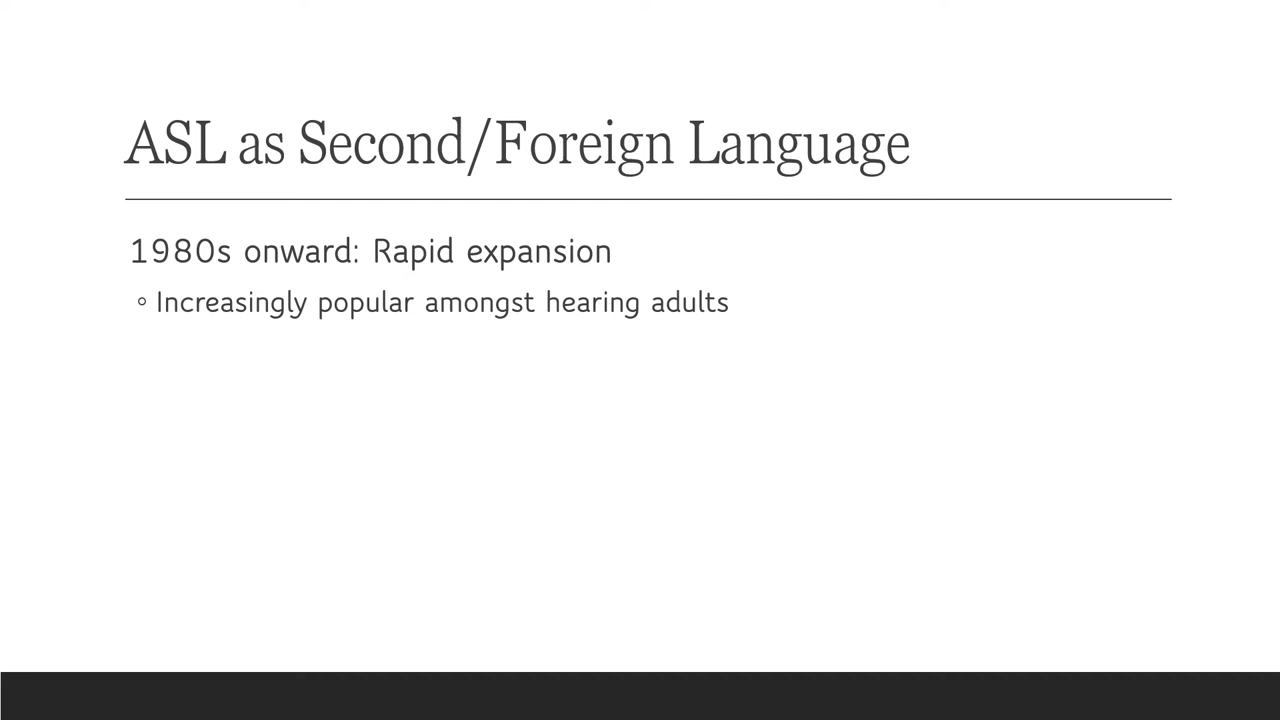 ASL as Second/Foreign Language
1980s onward: Rapid expansion
◦ Increasingly popular amongst hearing adults